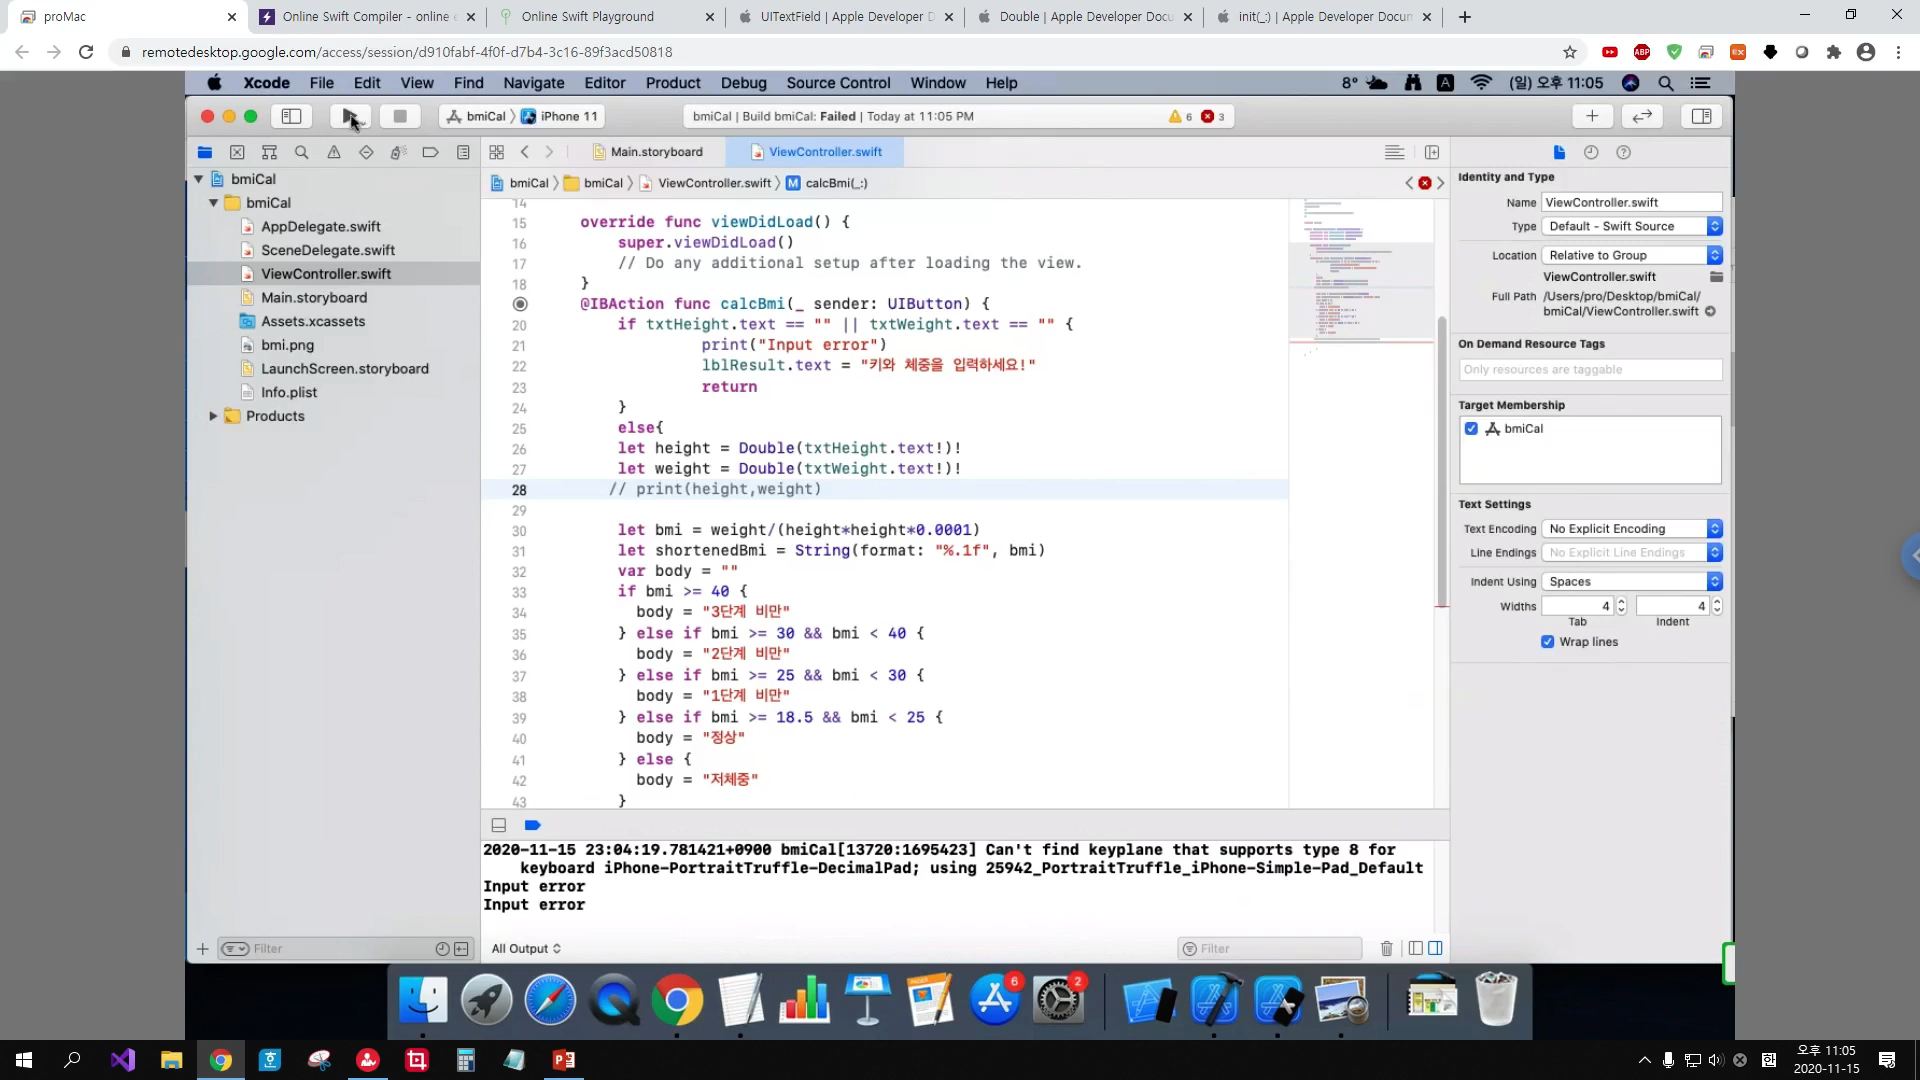 proMac
Online Swift Compiler - online e
Online Swift Playground
UITextField | Apple Developer D
Double | Apple Developer Docu
init(_:) | Apple Developer Docum
remotedesktop.google.com/access/session/d910fabf-4f0f-d7b4-3c16-89f3acd50818
Xcode File Edit View Find Navigate Editor Product Debug Source Control Window Help
8° A (일) 오후 11:05
bmiCal 〉 iPhone 11
bmiCal | Build bmiCal: Failed | Today at 11:05 PM
6 3
Main.storyboard
ViewController.swift
bmiCal 〉 bmiCal 〉 ViewController.swift 〉 M calcBmi(_:)
bmiCal
bmiCal
AppDelegate.swift
SceneDelegate.swift
ViewController.swift
Main.storyboard
Assets.xcassets
bmi.png
LaunchScreen.storyboard
Info.plist
Products
Filter
14
15 override func viewDidLoad() {
16 super.viewDidLoad()
17 // Do any additional setup after loading the view.
18 }
@IBAction func calcBmi(_ sender: UIButton) {
20 if txtHeight.text == "" || txtWeight.text == "" {
21 print("Input error")
22 lblResult.text = "키와 체중을 입력하세요!"
23 return
24 }
25 else{
26 let height = Double(txtHeight.text!)!
27 let weight = Double(txtWeight.text!)!
28 // print(height,weight)
29
30 let bmi = weight/(height*height*0.0001)
31 let shortenedBmi = String(format: "%.1f", bmi)
32 var body = ""
33 if bmi >= 40 {
34 body = "3단계 비만"
35 } else if bmi >= 30 && bmi < 40 {
36 body = "2단계 비만"
37 } else if bmi >= 25 && bmi < 30 {
38 body = "1단계 비만"
39 } else if bmi >= 18.5 && bmi < 25 {
40 body = "정상"
41 } else {
42 body = "저체중"
43 }
2020-11-15 23:04:19.781421+0900 bmiCal[13720:1695423] Can't find keyplane that supports type 8 for
keyboard iPhone-PortraitTruffle-DecimalPad; using 25942_PortraitTruffle_iPhone-Simple-Pad_Default
Input error
Input error
All Output
Filter
Identity and Type
Name ViewController.swift
Type Default - Swift Source
Location Relative to Group
ViewController.swift
Full Path /Users/pro/Desktop/bmiCal/
bmiCal/ViewController.swift
On Demand Resource Tags
Only resources are taggable
Target Membership
bmiCal
Text Settings
Text Encoding No Explicit Encoding
Line Endings No Explicit Line Endings
Indent Using Spaces
Widths 4 4
Tab Indent
Wrap lines
6
2
오후 11:05
2020-11-15